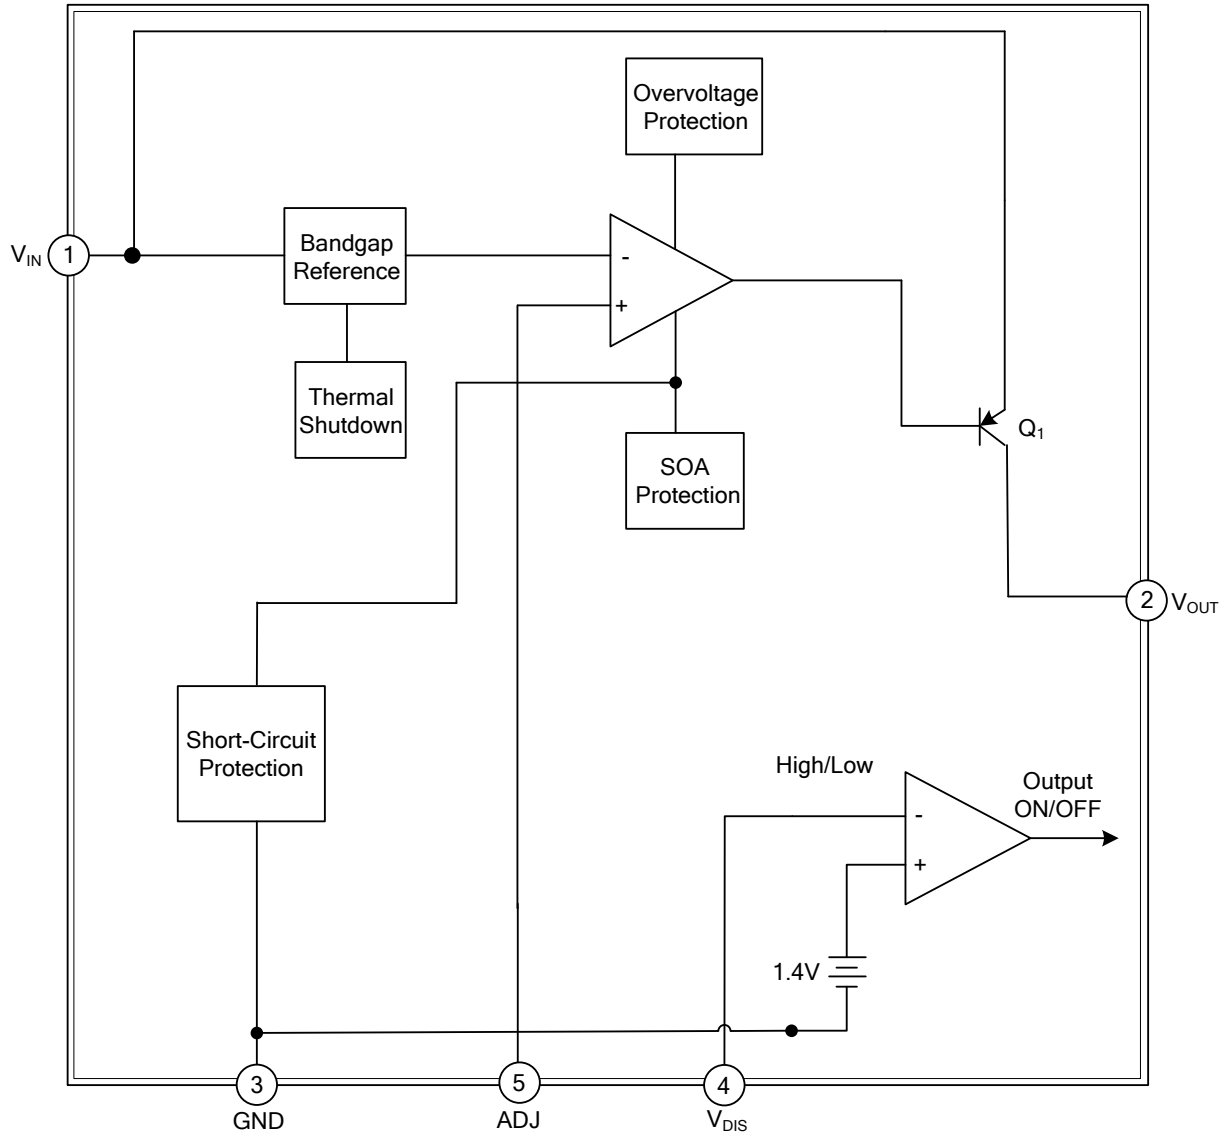 Overvoltage
Protection
V_IN
1
Bandgap
Reference
-
+
Thermal
Shutdown
Q_1
SOA
Protection
2
V_OUT
Short-Circuit
Protection
High/Low
Output
ON/OFF
-
+
1.4V
3
5
4
GND
ADJ
V_DIS